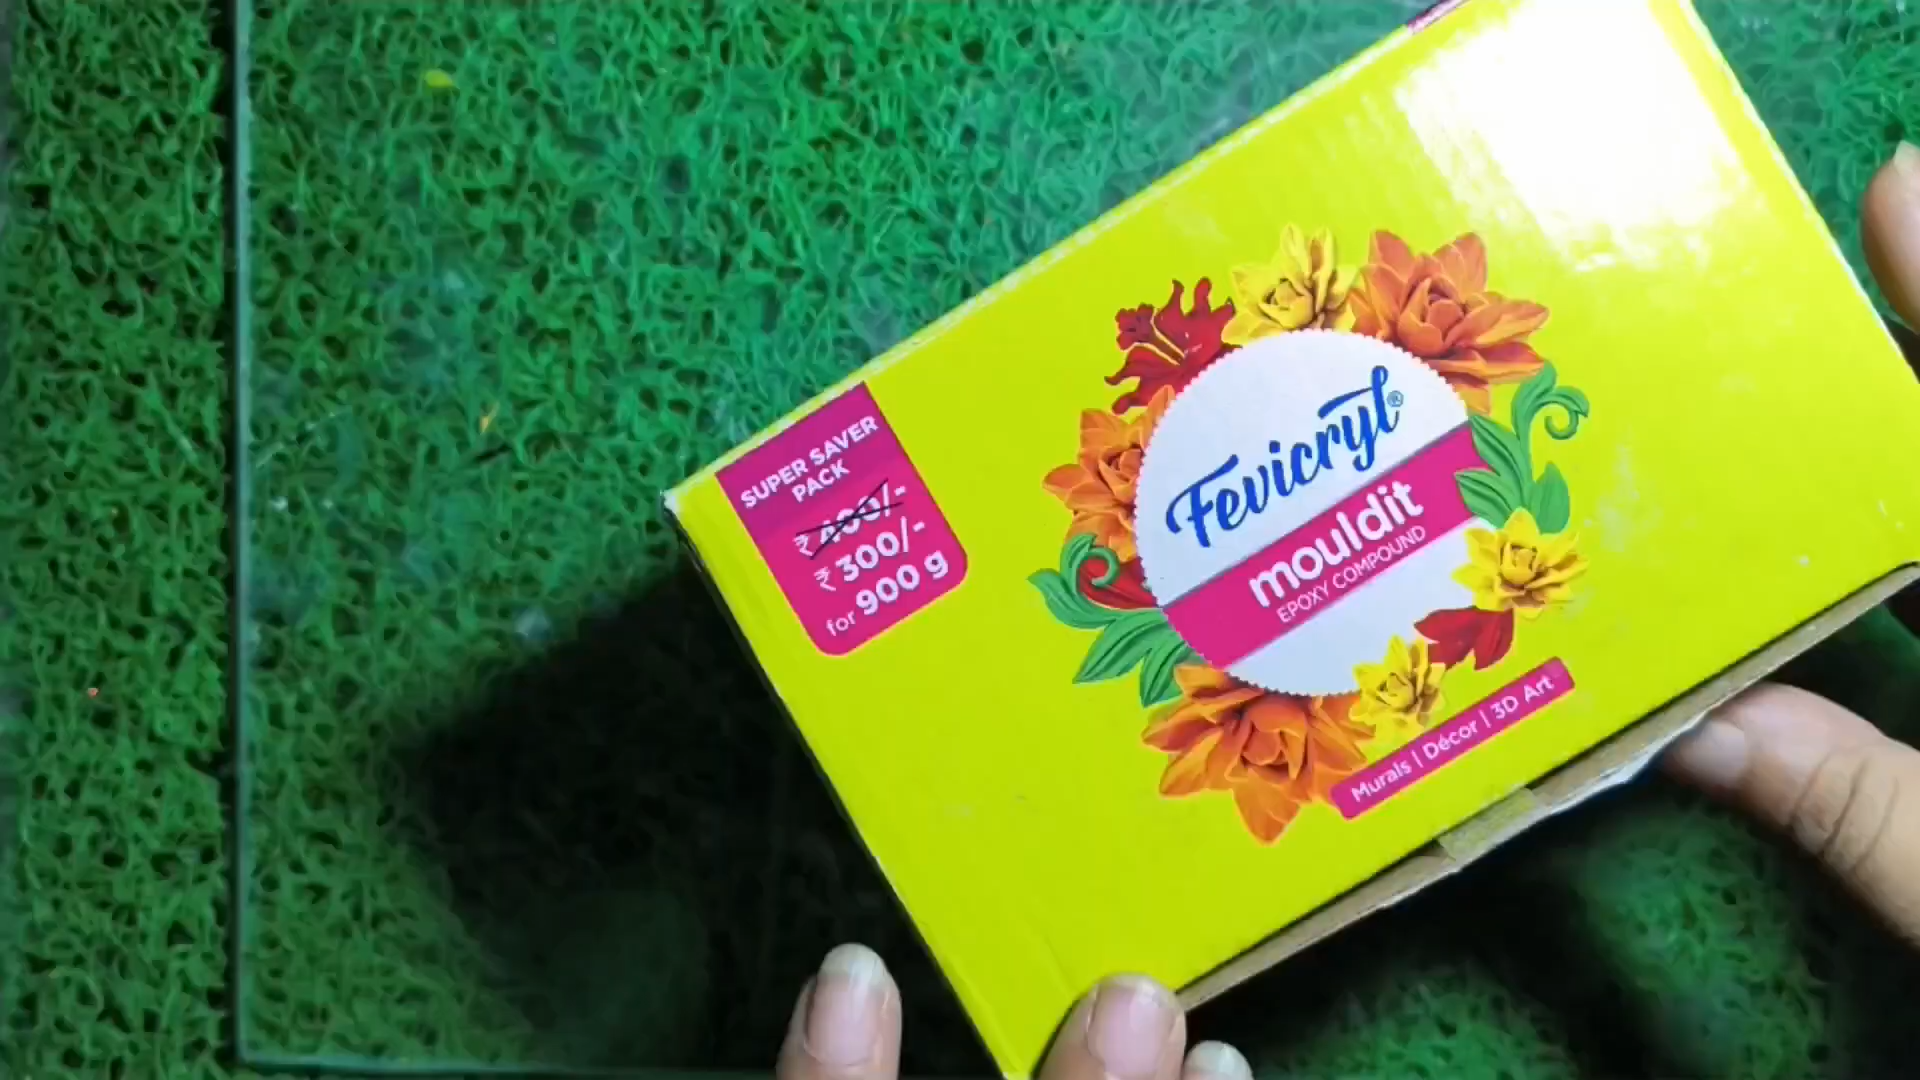 SUPER SAVER
PACK
₹ 400/-
₹ 300/-
for 900 g
Fevicryl®
mouldit
EPOXY COMPOUND
Murals | Décor | 3D Art